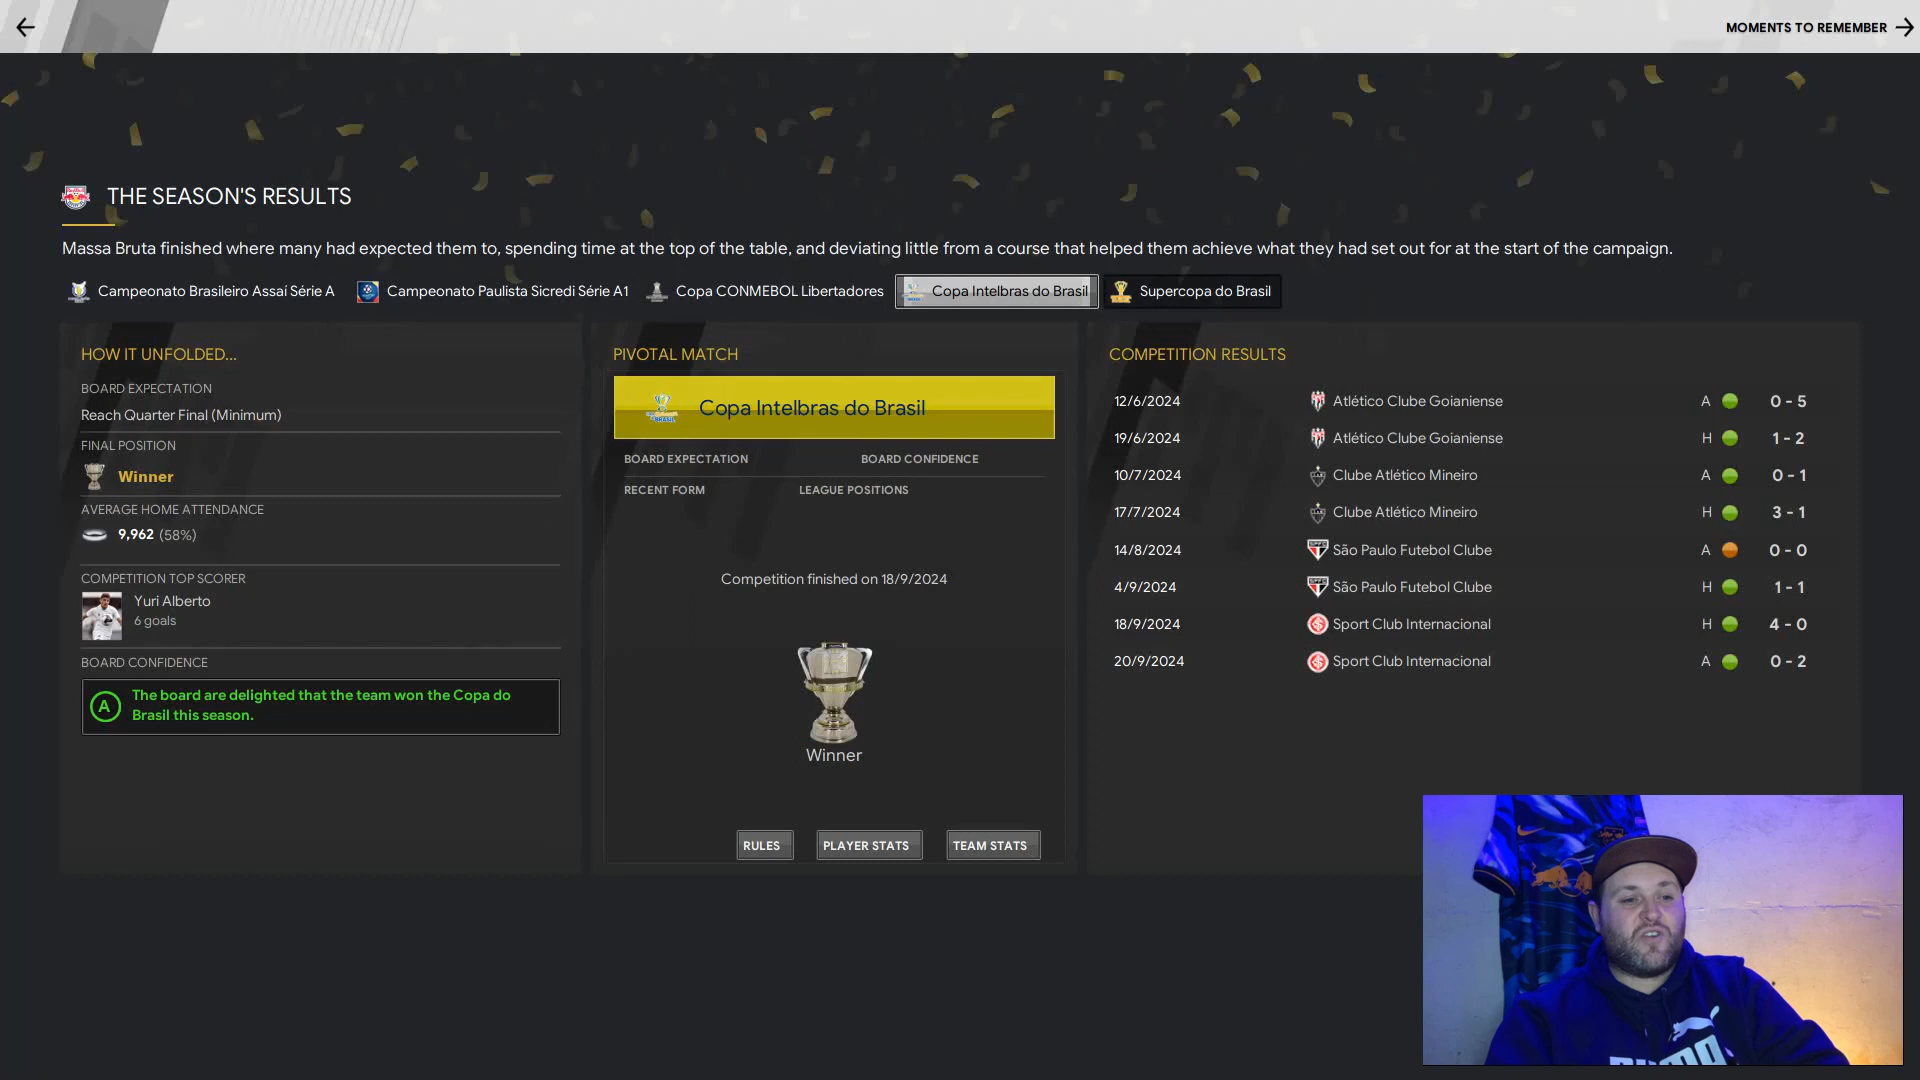 MOMENTS TO REMEMBER
THE SEASON'S RESULTS
Massa Bruta finished where many had expected them to, spending time at the top of the table, and deviating little from a course that helped them achieve what they had set out for at the start of the campaign.
Campeonato Brasileiro Assaí Série A Campeonato Paulista Sicredi Série A1 Copa CONMEBOL Libertadores Copa Intelbras do Brasil Supercopa do Brasil
HOW IT UNFOLDED...
BOARD EXPECTATION
Reach Quarter Final (Minimum)
FINAL POSITION
Winner
AVERAGE HOME ATTENDANCE
9,962 (58%)
COMPETITION TOP SCORER
Yuri Alberto
6 goals
BOARD CONFIDENCE
A
The board are delighted that the team won the Copa do
Brasil this season.
PIVOTAL MATCH
Copa Intelbras do Brasil
BOARD EXPECTATION BOARD CONFIDENCE
RECENT FORM LEAGUE POSITIONS
Competition finished on 18/9/2024
Winner
RULES PLAYER STATS TEAM STATS
COMPETITION RESULTS
12/6/2024 Atlético Clube Goianiense A 0 - 5
19/6/2024 Atlético Clube Goianiense H 1 - 2
10/7/2024 Clube Atlético Mineiro A 0 - 1
17/7/2024 Clube Atlético Mineiro H 3 - 1
14/8/2024 São Paulo Futebol Clube A 0 - 0
4/9/2024 São Paulo Futebol Clube H 1 - 1
18/9/2024 Sport Club Internacional H 4 - 0
20/9/2024 Sport Club Internacional A 0 - 2
PUMA